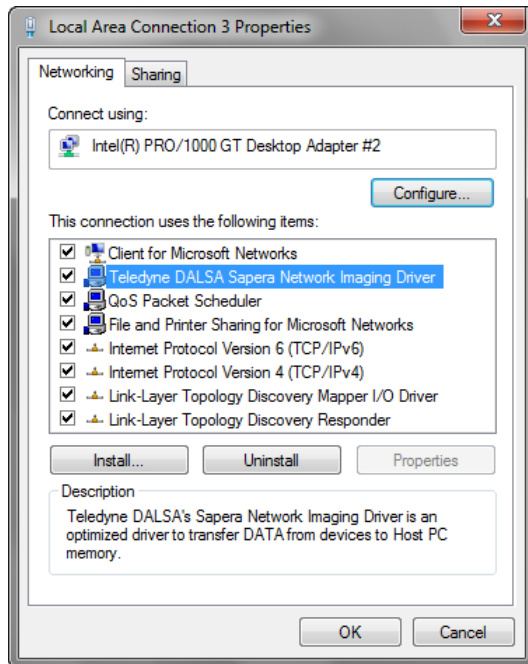 Local Area Connection 3 Properties
Networking
Sharing
Connect using:
Intel(R) PRO/1000 GT Desktop Adapter #2
Configure...
This connection uses the following items:
Client for Microsoft Networks
Teledyne DALSA Sapera Network Imaging Driver
QoS Packet Scheduler
File and Printer Sharing for Microsoft Networks
Internet Protocol Version 6 (TCP/IPv6)
Internet Protocol Version 4 (TCP/IPv4)
Link-Layer Topology Discovery Mapper I/O Driver
Link-Layer Topology Discovery Responder
Install...
Uninstall
Properties
Description
Teledyne DALSA's Sapera Network Imaging Driver is an
optimized driver to transfer DATA from devices to Host PC
memory.
OK
Cancel